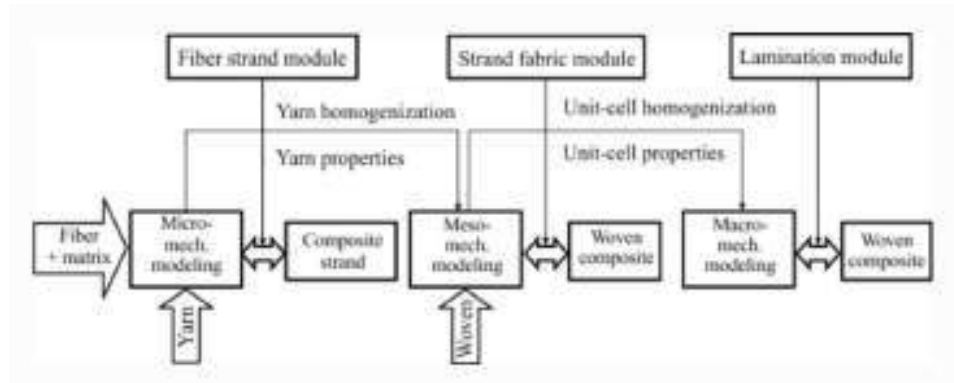 Fiber strand module
Strand fabric module
Lamination module
Yarn homogenization
Unit-cell homogenization
Yarn properties
Unit-cell properties
Fiber
+ matrix
Micro-
mech.
modeling
Composite
strand
Meso-
mech.
modeling
Woven
composite
Macro-
mech.
modeling
Woven
composite
Yarn
Woven